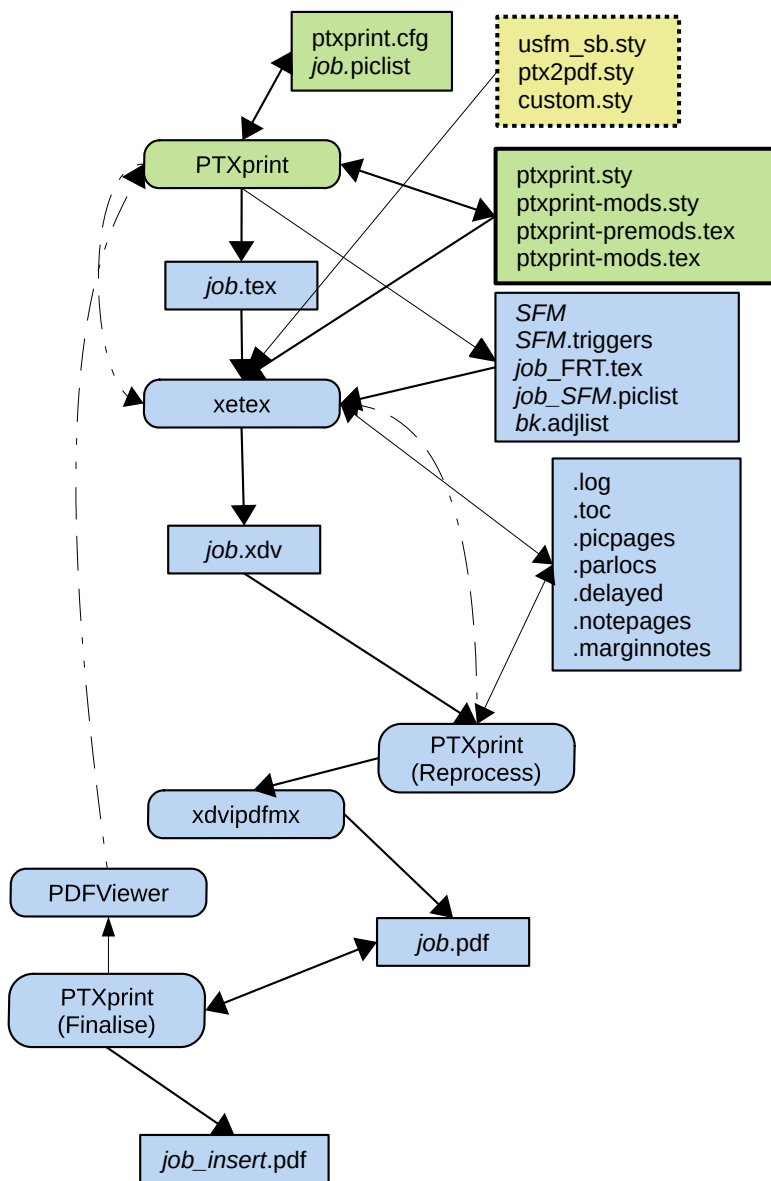 ptxprint.cfg
job.piclist
usfm_sb.sty
ptx2pdf.sty
custom.sty
PTXprint
ptxprint.sty
ptxprint-mods.sty
ptxprint-premods.tex
ptxprint-mods.tex
job.tex
SFM
SFM.triggers
job_FRT.tex
job_SFM.piclist
bk.adjlist
xetex
.log
.toc
.picpages
.parlocs
.delayed
.notepages
.marginnotes
job.xdv
PTXprint
(Reprocess)
xdvipdfmx
PDFViewer
job.pdf
PTXprint
(Finalise)
job_insert.pdf